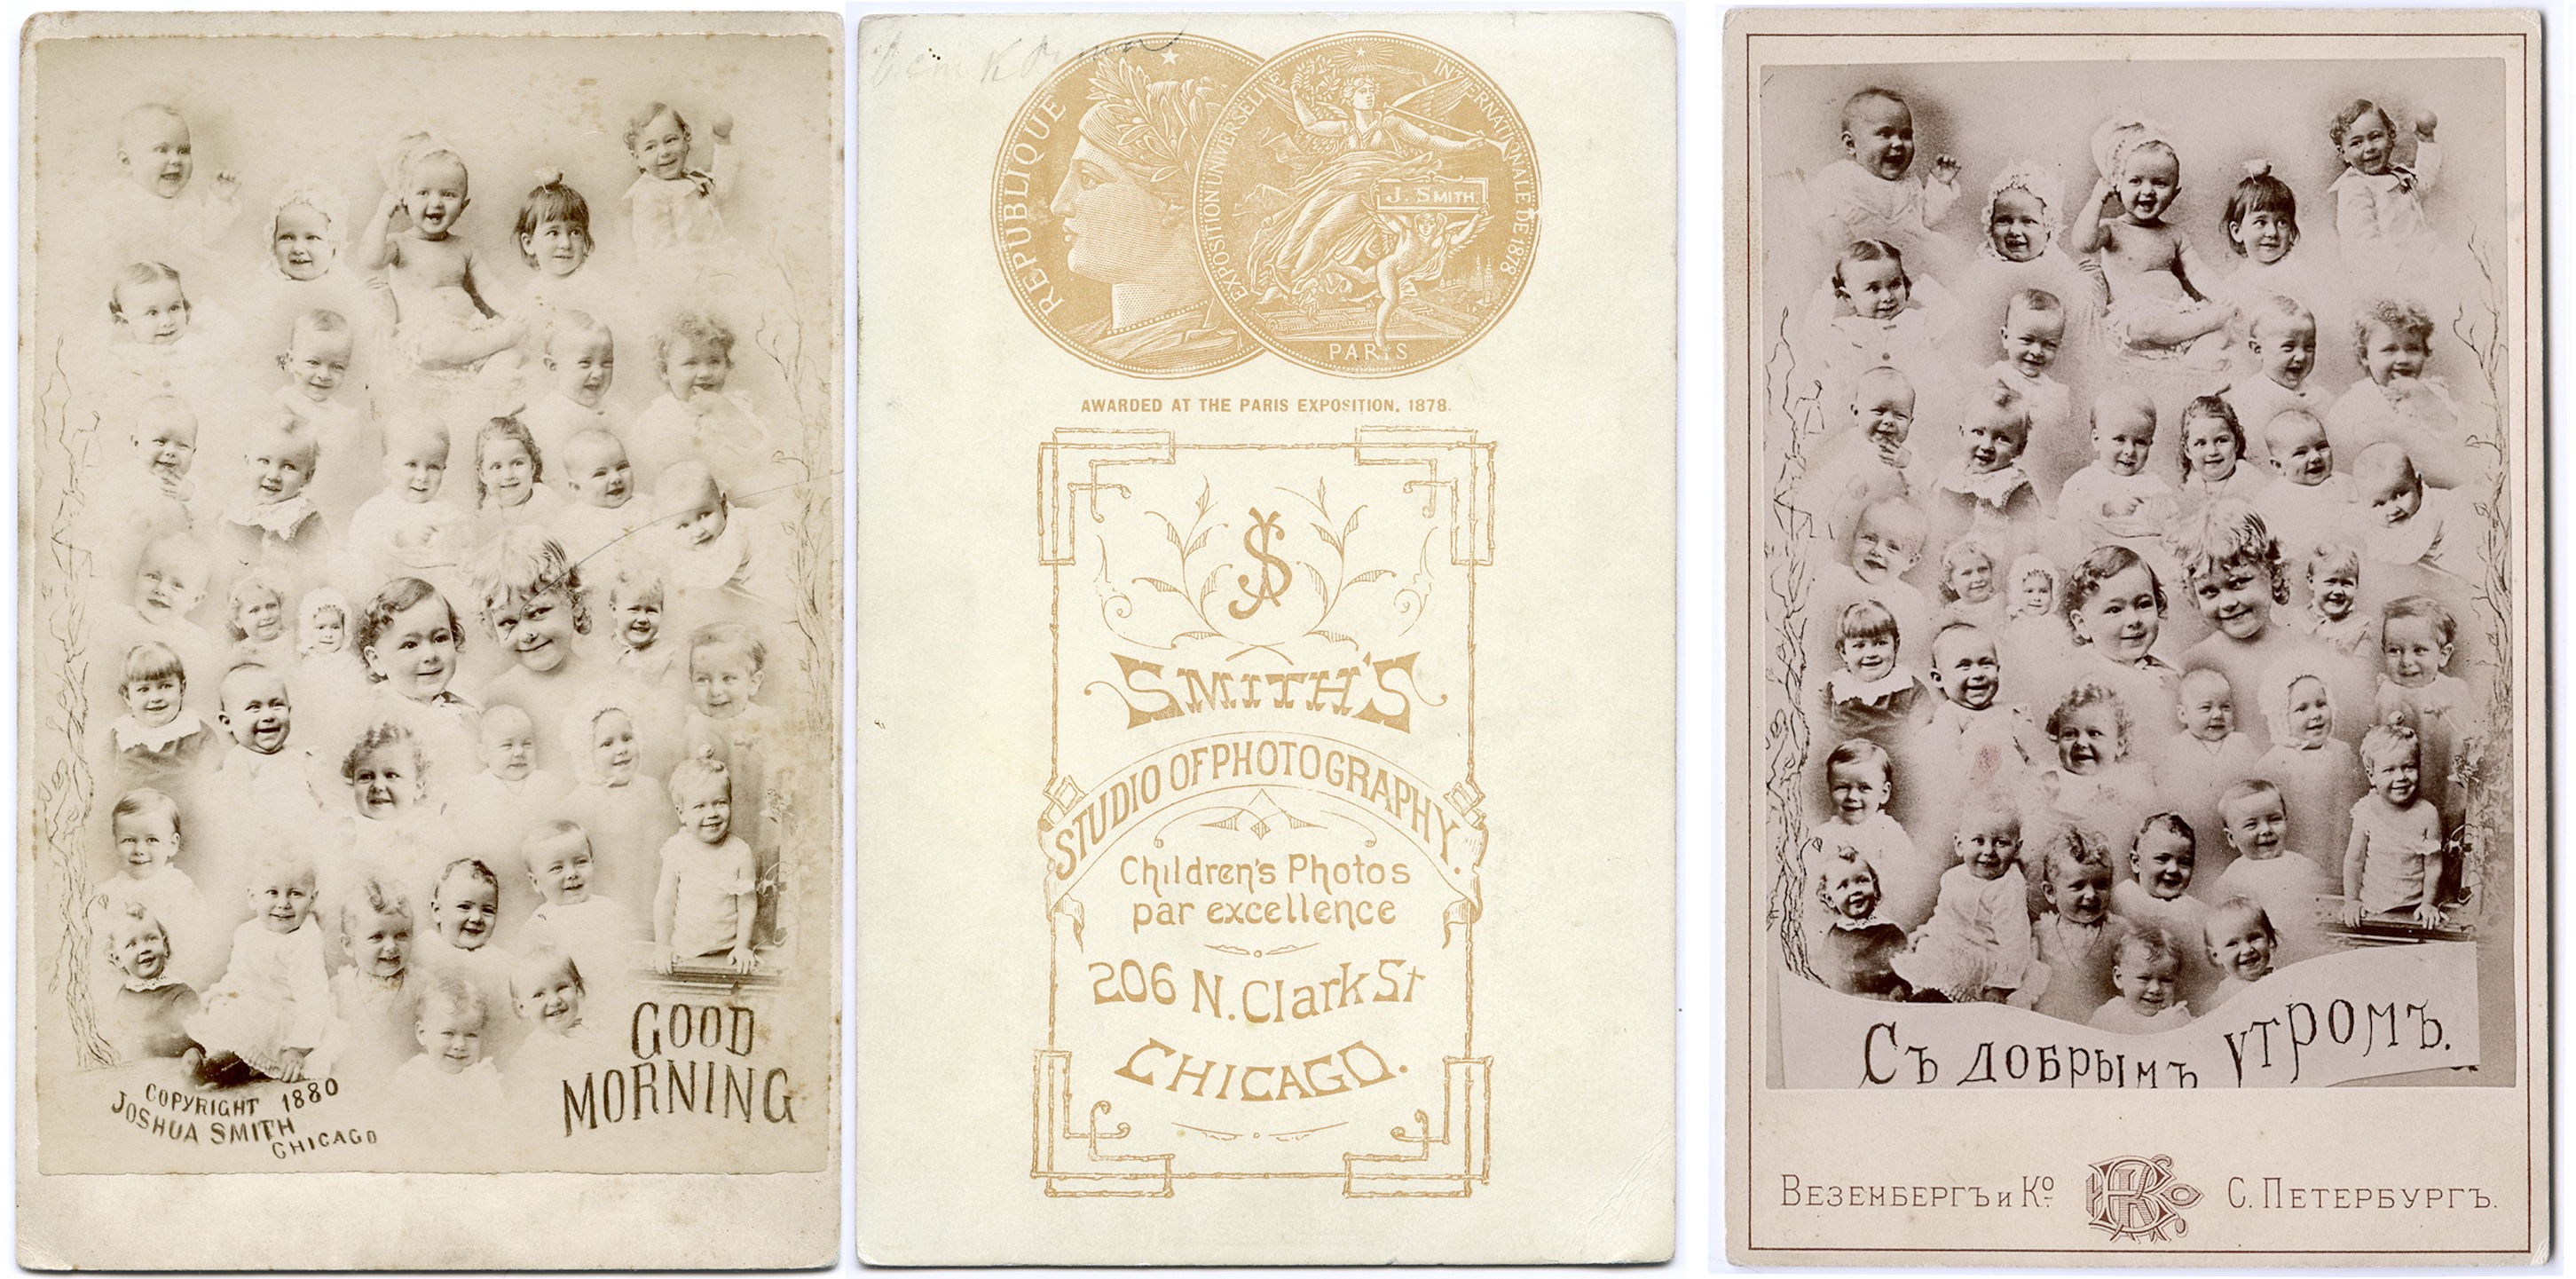 GOOD
MORNING
COPYRIGHT 1880
JOSHUA SMITH
CHICAGO
REPUBLIQUE
EXPOSITION UNIVERSELLE INTERNATIONALE DE 1878
J. SMITH.
PARIS
AWARDED AT THE PARIS EXPOSITION, 1878.
JS
SMITH'S
STUDIO OF PHOTOGRAPHY.
Children's Photos
par excellence
206 N. Clark St
CHICAGO.
Съ добрымъ утромъ.
Везенбергъ и Ко. С. Петербургъ.